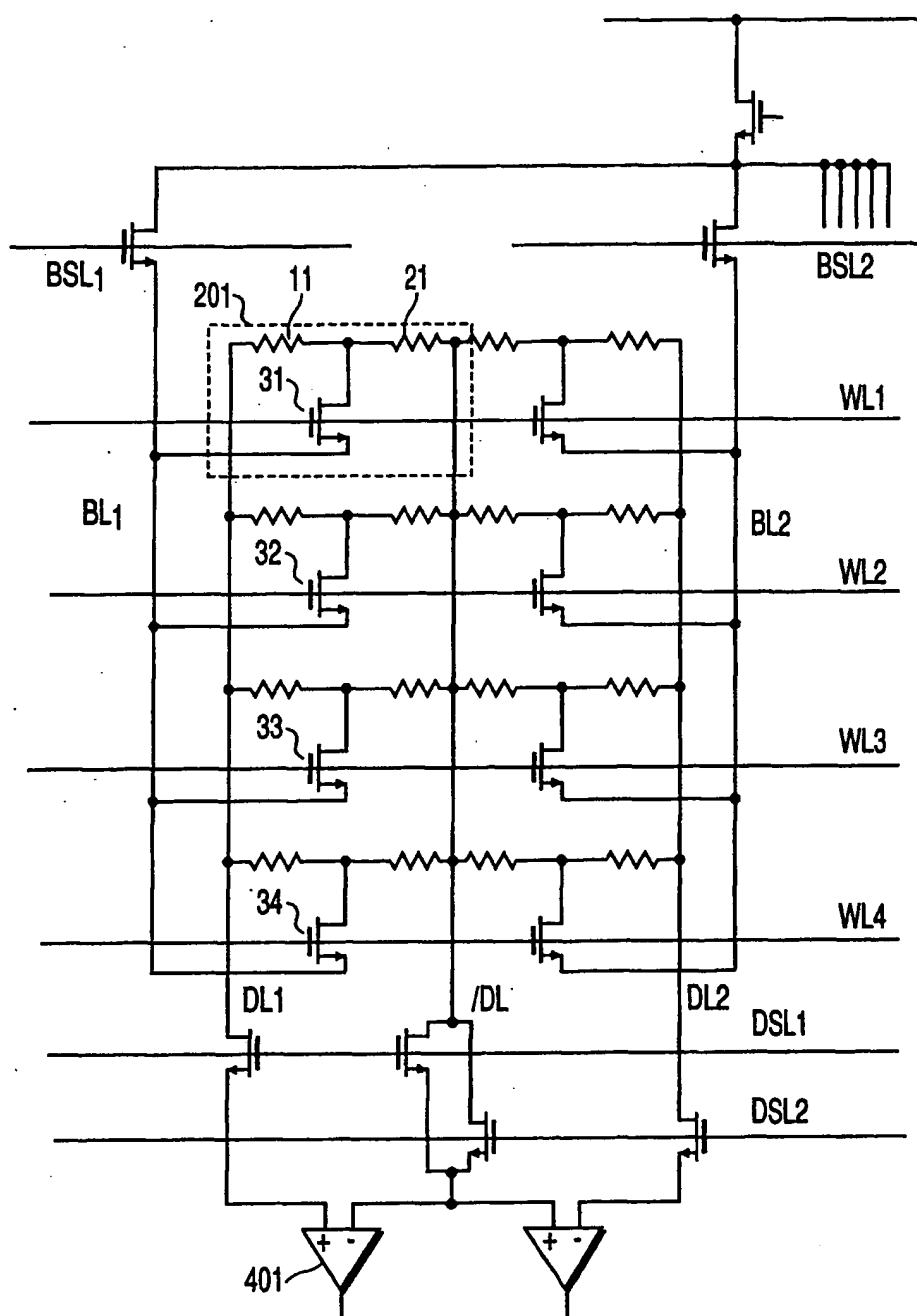 BSL1
BSL2
201
11
21
31
WL1
BL1
BL2
32
WL2
33
WL3
34
WL4
DL1
/DL
DL2
DSL1
DSL2
+ -
+ -
401